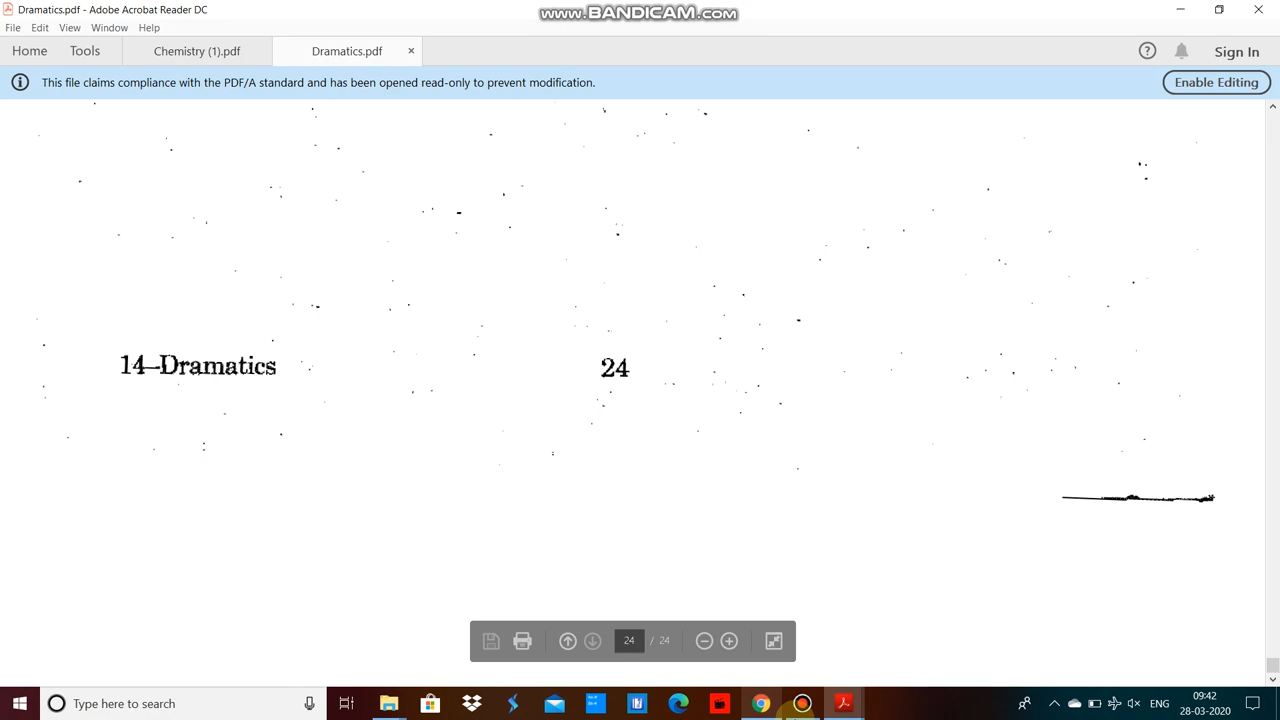 Dramatics.pdf - Adobe Acrobat Reader DC
www.BANDICAM.com
File Edit View Window Help
Home Tools Chemistry (1).pdf Dramatics.pdf × Sign In
This file claims compliance with the PDF/A standard and has been opened read-only to prevent modification. Enable Editing
14–Dramatics 24
24 / 24
Type here to search
ENG
09:42
28-03-2020